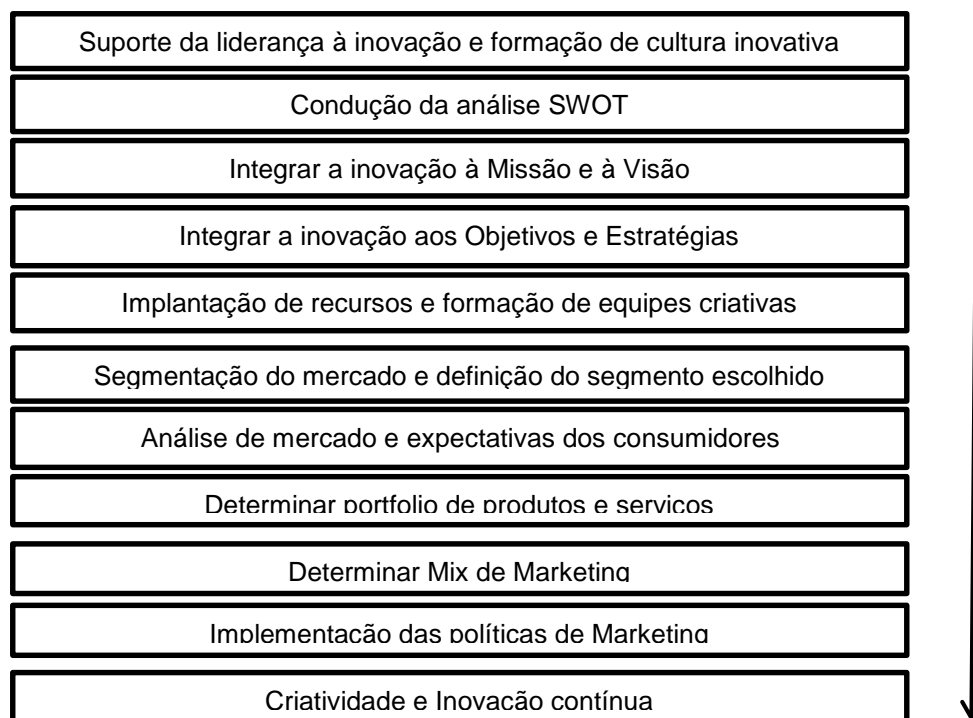 Suporte da liderança à inovação e formação de cultura inovativa
Condução da análise SWOT
Integrar a inovação à Missão e à Visão
Integrar a inovação aos Objetivos e Estratégias
Implantação de recursos e formação de equipes criativas
Segmentação do mercado e definição do segmento escolhido
Análise de mercado e expectativas dos consumidores
Determinar portfolio de produtos e serviços
Determinar Mix de Marketing
Implementação das políticas de Marketing
Criatividade e Inovação contínua